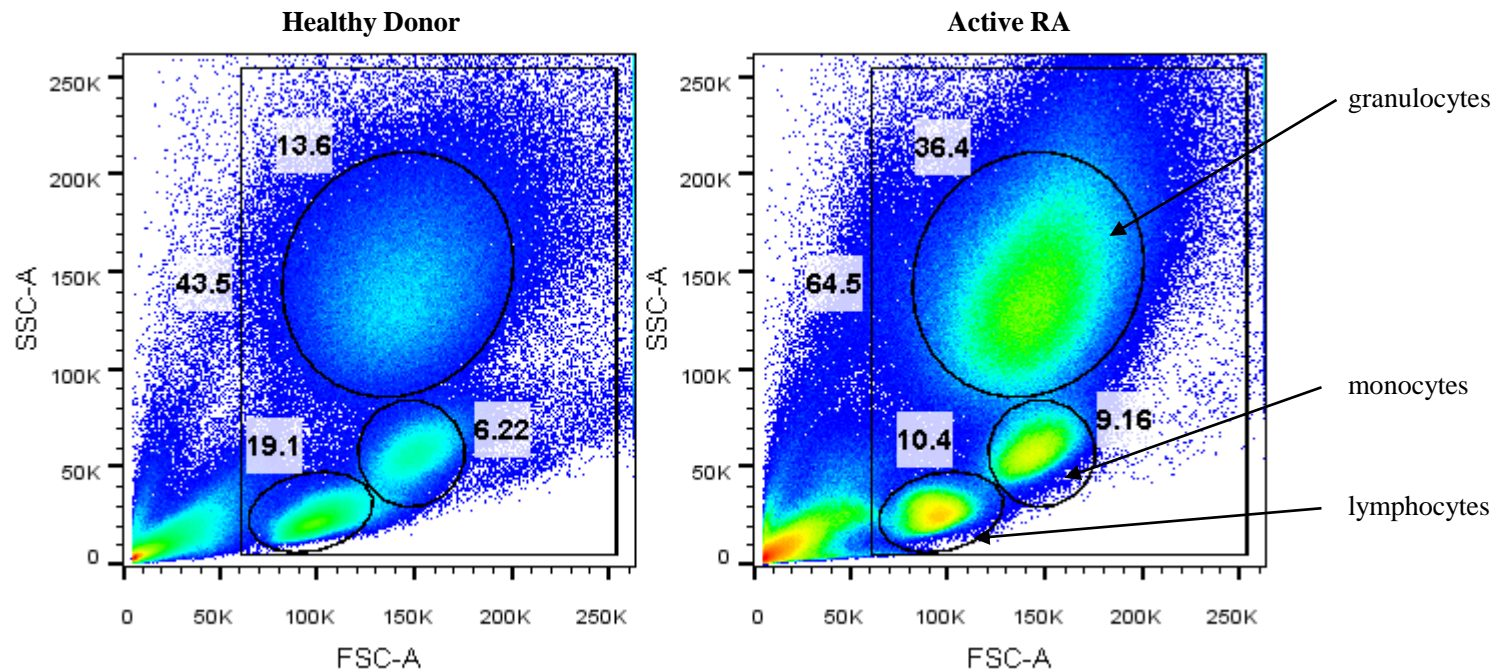 Healthy Donor
250K
200K
150K
100K
50K
0
SSC-A
13.6
43.5
19.1
6.22
0 50K 100K 150K 200K 250K
FSC-A
Active RA
250K
200K
150K
100K
50K
0
SSC-A
36.4
64.5
10.4
9.16
0 50K 100K 150K 200K 250K
FSC-A
granulocytes
monocytes
lymphocytes